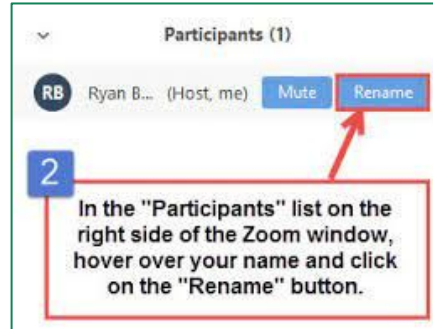 Participants (1)
RB Ryan B... (Host, me) Mute Rename
2
In the "Participants" list on the
right side of the Zoom window,
hover over your name and click
on the "Rename" button.